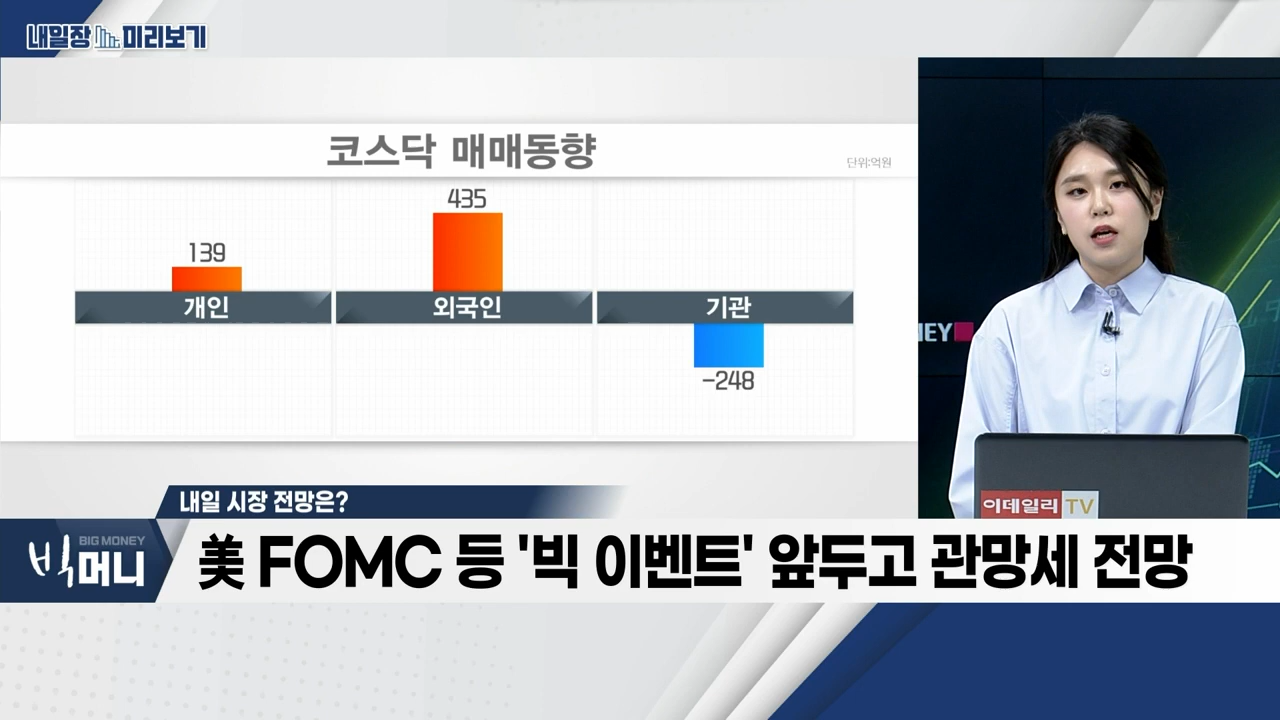 내일장 미리보기
코스닥 매매동향
단위:억원
139
435
개인
외국인
기관
-248
NEY
이데일리 TV
내일 시장 전망은?
BIG MONEY
빅머니
美 FOMC 등 '빅 이벤트' 앞두고 관망세 전망